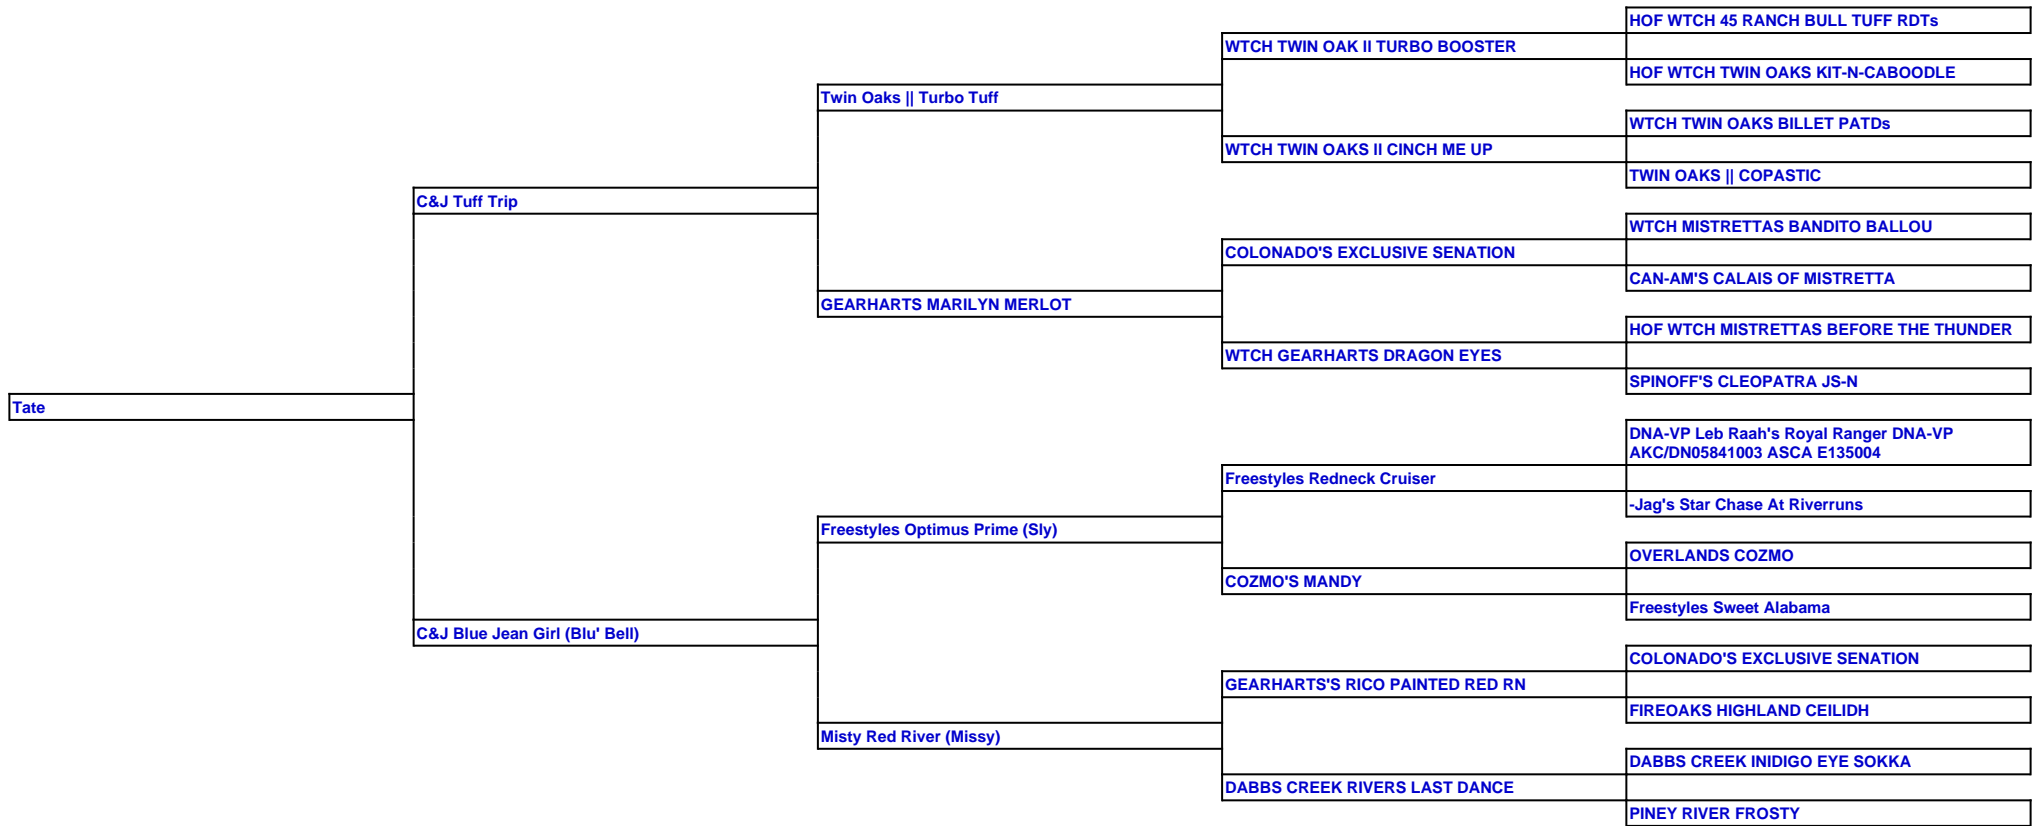 HOF WTCH 45 RANCH BULL TUFF RDTs
WTCH TWIN OAK II TURBO BOOSTER
HOF WTCH TWIN OAKS KIT-N-CABOODLE
Twin Oaks || Turbo Tuff
WTCH TWIN OAKS BILLET PATDs
WTCH TWIN OAKS II CINCH ME UP
TWIN OAKS || COPASTIC
C&J Tuff Trip
WTCH MISTRETTAS BANDITO BALLOU
COLONADO'S EXCLUSIVE SENATION
CAN-AM'S CALAIS OF MISTRETTA
GEARHARTS MARILYN MERLOT
HOF WTCH MISTRETTAS BEFORE THE THUNDER
WTCH GEARHARTS DRAGON EYES
SPINOFF'S CLEOPATRA JS-N
Tate
DNA-VP Leb Raah's Royal Ranger DNA-VP
AKC/DN05841003 ASCA E135004
Freestyles Redneck Cruiser
-Jag's Star Chase At Riverruns
Freestyles Optimus Prime (Sly)
OVERLANDS COZMO
COZMO'S MANDY
Freestyles Sweet Alabama
C&J Blue Jean Girl (Blu' Bell)
COLONADO'S EXCLUSIVE SENATION
GEARHARTS'S RICO PAINTED RED RN
FIREOAKS HIGHLAND CEILIDH
Misty Red River (Missy)
DABBS CREEK INIDIGO EYE SOKKA
DABBS CREEK RIVERS LAST DANCE
PINEY RIVER FROSTY